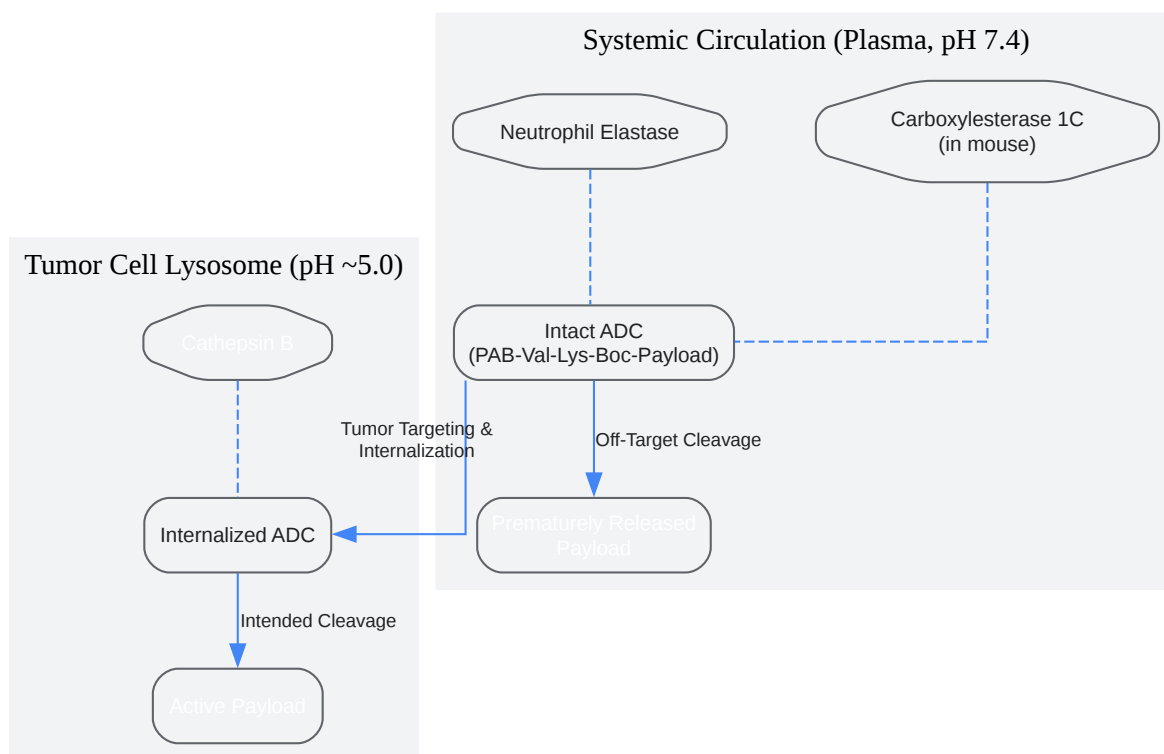 Systemic Circulation (Plasma, pH 7.4)
Neutrophil Elastase
Carboxylesterase 1C
(in mouse)
Tumor Cell Lysosome (pH ~5.0)
Cathepsin B
Intact ADC
(PAB-Val-Lys-Boc-Payload)
Tumor Targeting &
Internalization
Off-Target Cleavage
Internalized ADC
Prematurely Released
Payload
Intended Cleavage
Active Payload